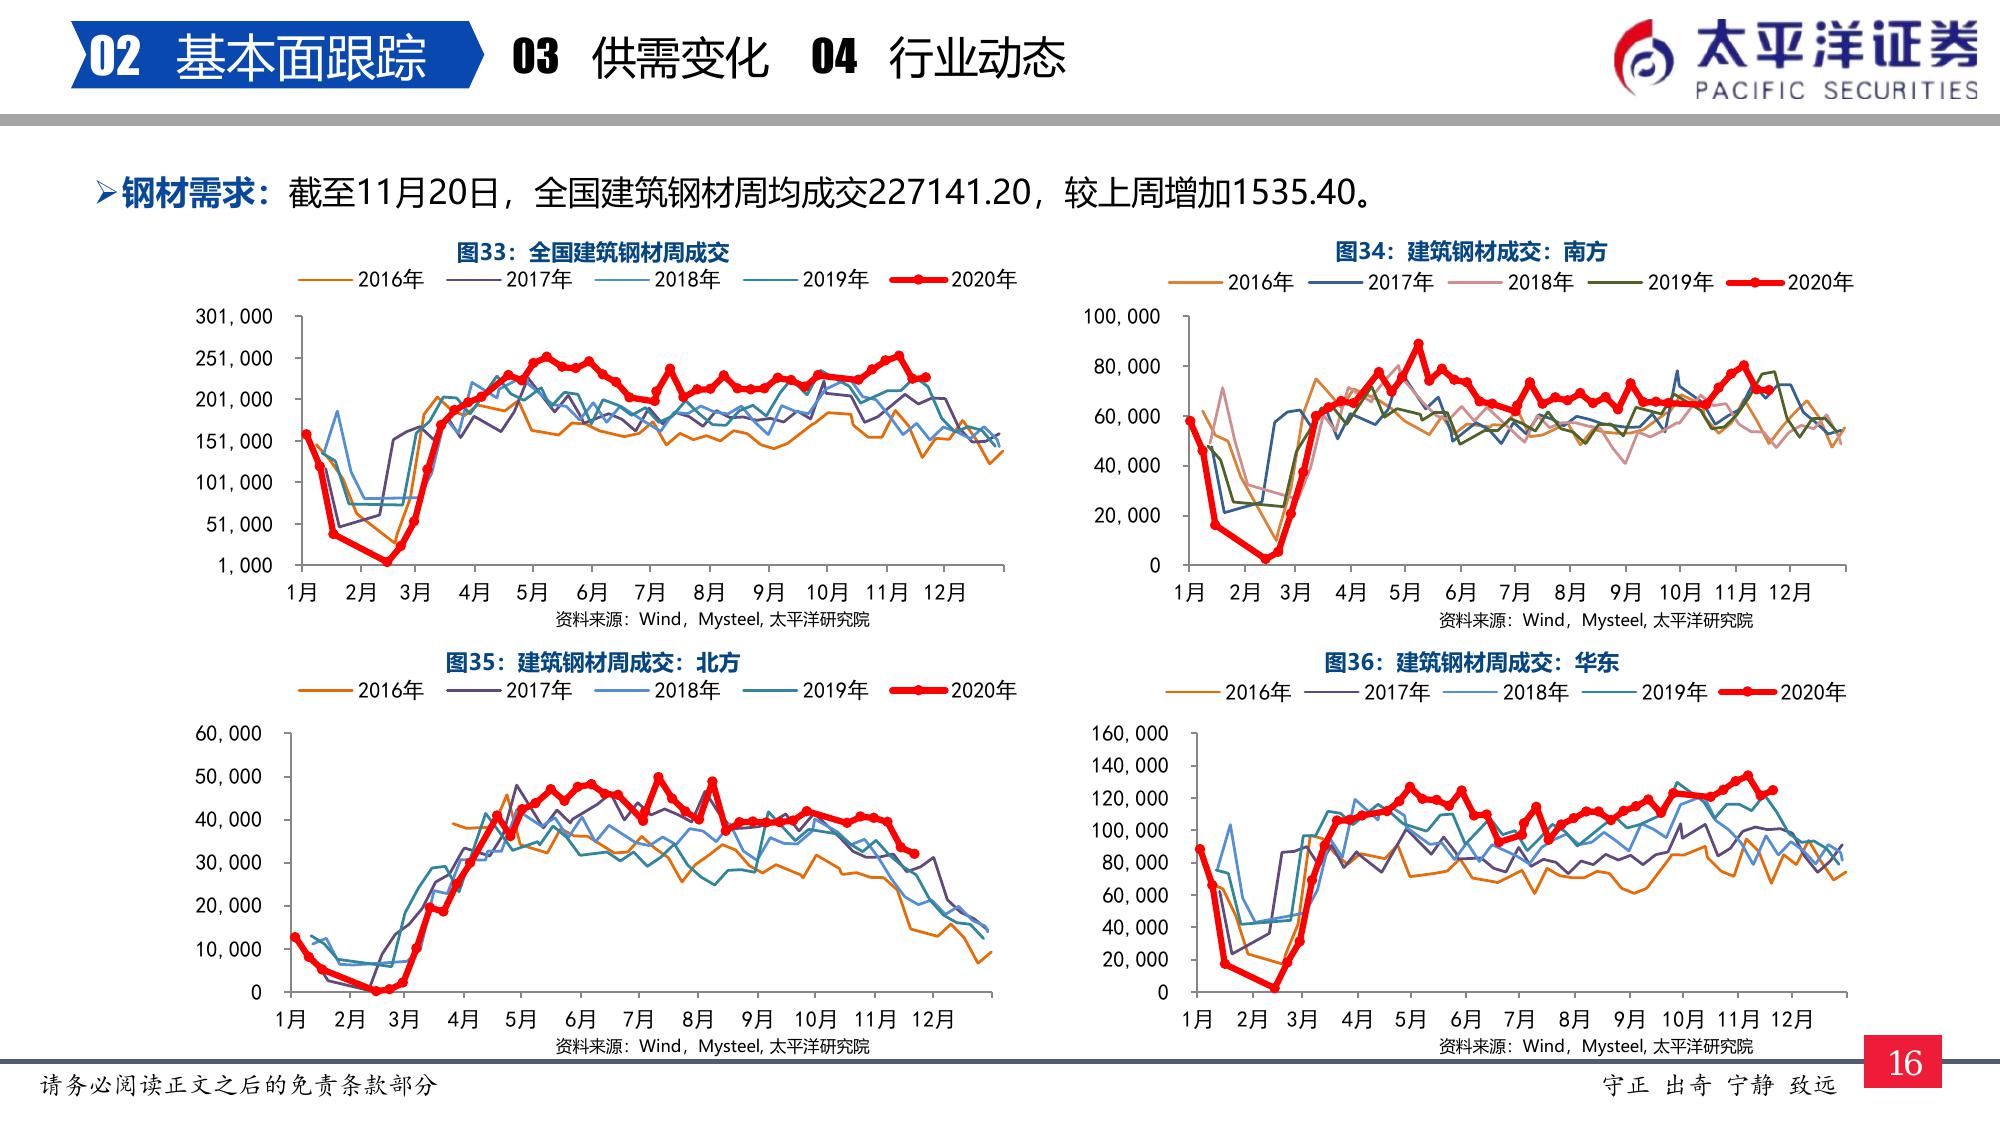 02 基本面跟踪 03 供需变化 04 行业动态
太平洋证券
PACIFIC SECURITIES
➢钢材需求：截至11月20日，全国建筑钢材周均成交227141.20，较上周增加1535.40。
图33：全国建筑钢材周成交
2016年 2017年 2018年 2019年 2020年
301,000
251,000
201,000
151,000
101,000
51,000
1,000
1月 2月 3月 4月 5月 6月 7月 8月 9月 10月 11月 12月
资料来源：Wind，Mysteel, 太平洋研究院
图34：建筑钢材成交：南方
2016年 2017年 2018年 2019年 2020年
100,000
80,000
60,000
40,000
20,000
0
1月 2月 3月 4月 5月 6月 7月 8月 9月 10月 11月 12月
资料来源：Wind，Mysteel, 太平洋研究院
图35：建筑钢材周成交：北方
2016年 2017年 2018年 2019年 2020年
60,000
50,000
40,000
30,000
20,000
10,000
0
1月 2月 3月 4月 5月 6月 7月 8月 9月 10月 11月 12月
资料来源：Wind，Mysteel, 太平洋研究院
图36：建筑钢材周成交：华东
2016年 2017年 2018年 2019年 2020年
160,000
140,000
120,000
100,000
80,000
60,000
40,000
20,000
0
1月 2月 3月 4月 5月 6月 7月 8月 9月 10月 11月 12月
资料来源：Wind，Mysteel, 太平洋研究院
请务必阅读正文之后的免责条款部分
守正 出奇 宁静 致远
16